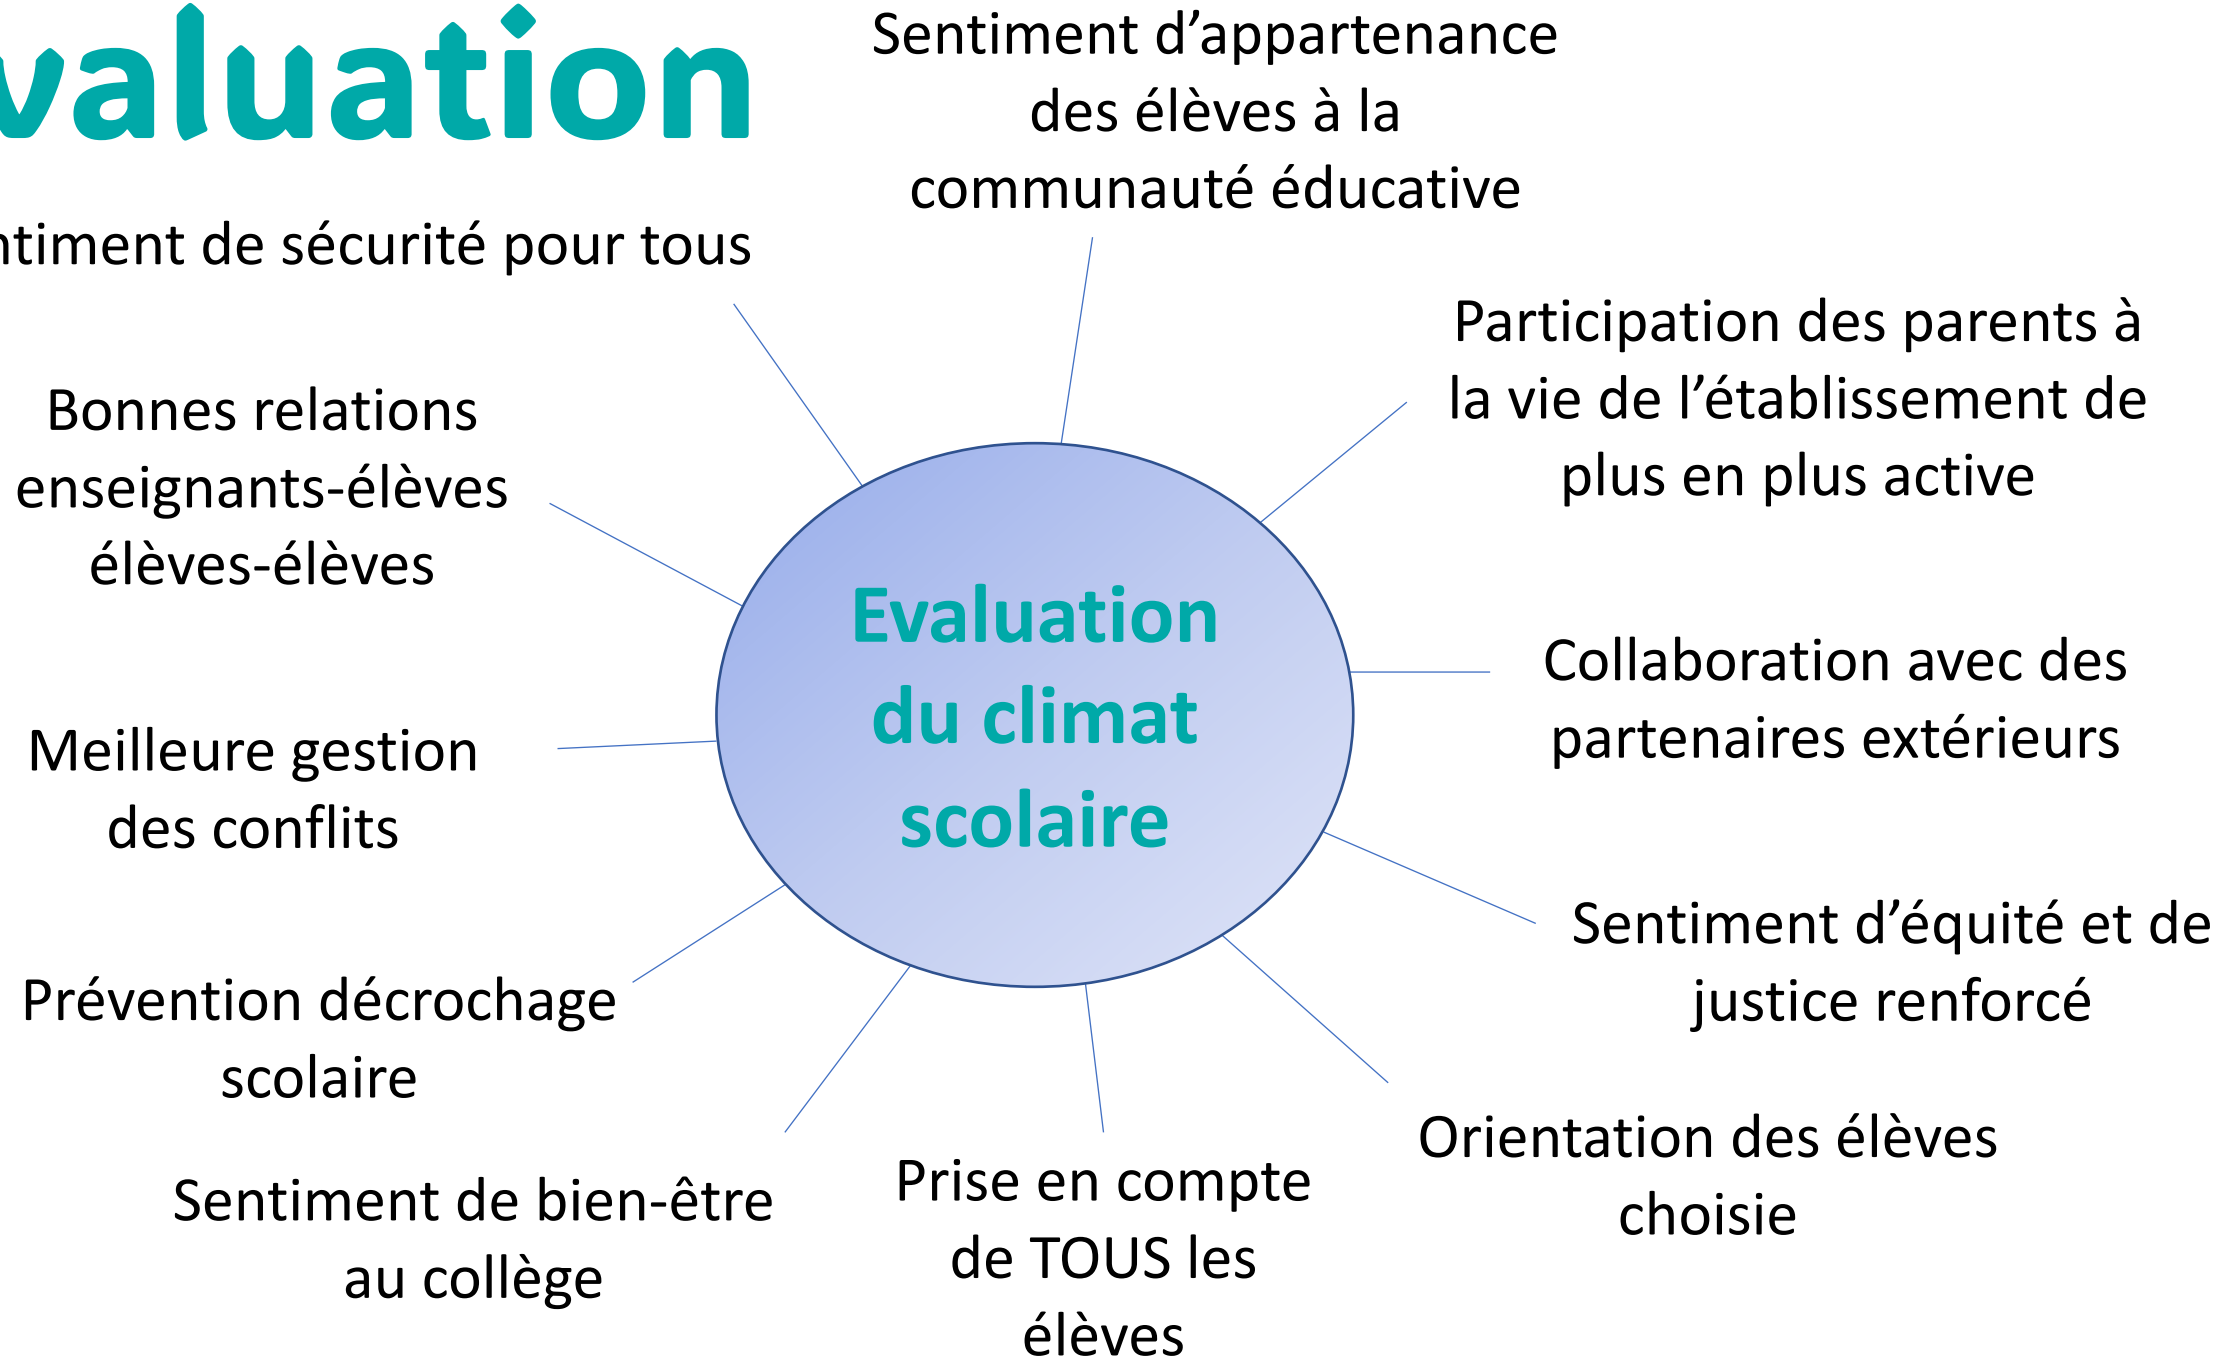 valuation
Sentiment d’appartenance
des élèves à la
communauté éducative
ntiment de sécurité pour tous
Participation des parents à
la vie de l’établissement de
plus en plus active
Bonnes relations
enseignants-élèves
élèves-élèves
Evaluation
du climat
scolaire
Collaboration avec des
partenaires extérieurs
Meilleure gestion
des conflits
Sentiment d’équité et de
justice renforcé
Prévention décrochage
scolaire
Orientation des élèves
choisie
Sentiment de bien-être
au collège
Prise en compte
de TOUS les
élèves